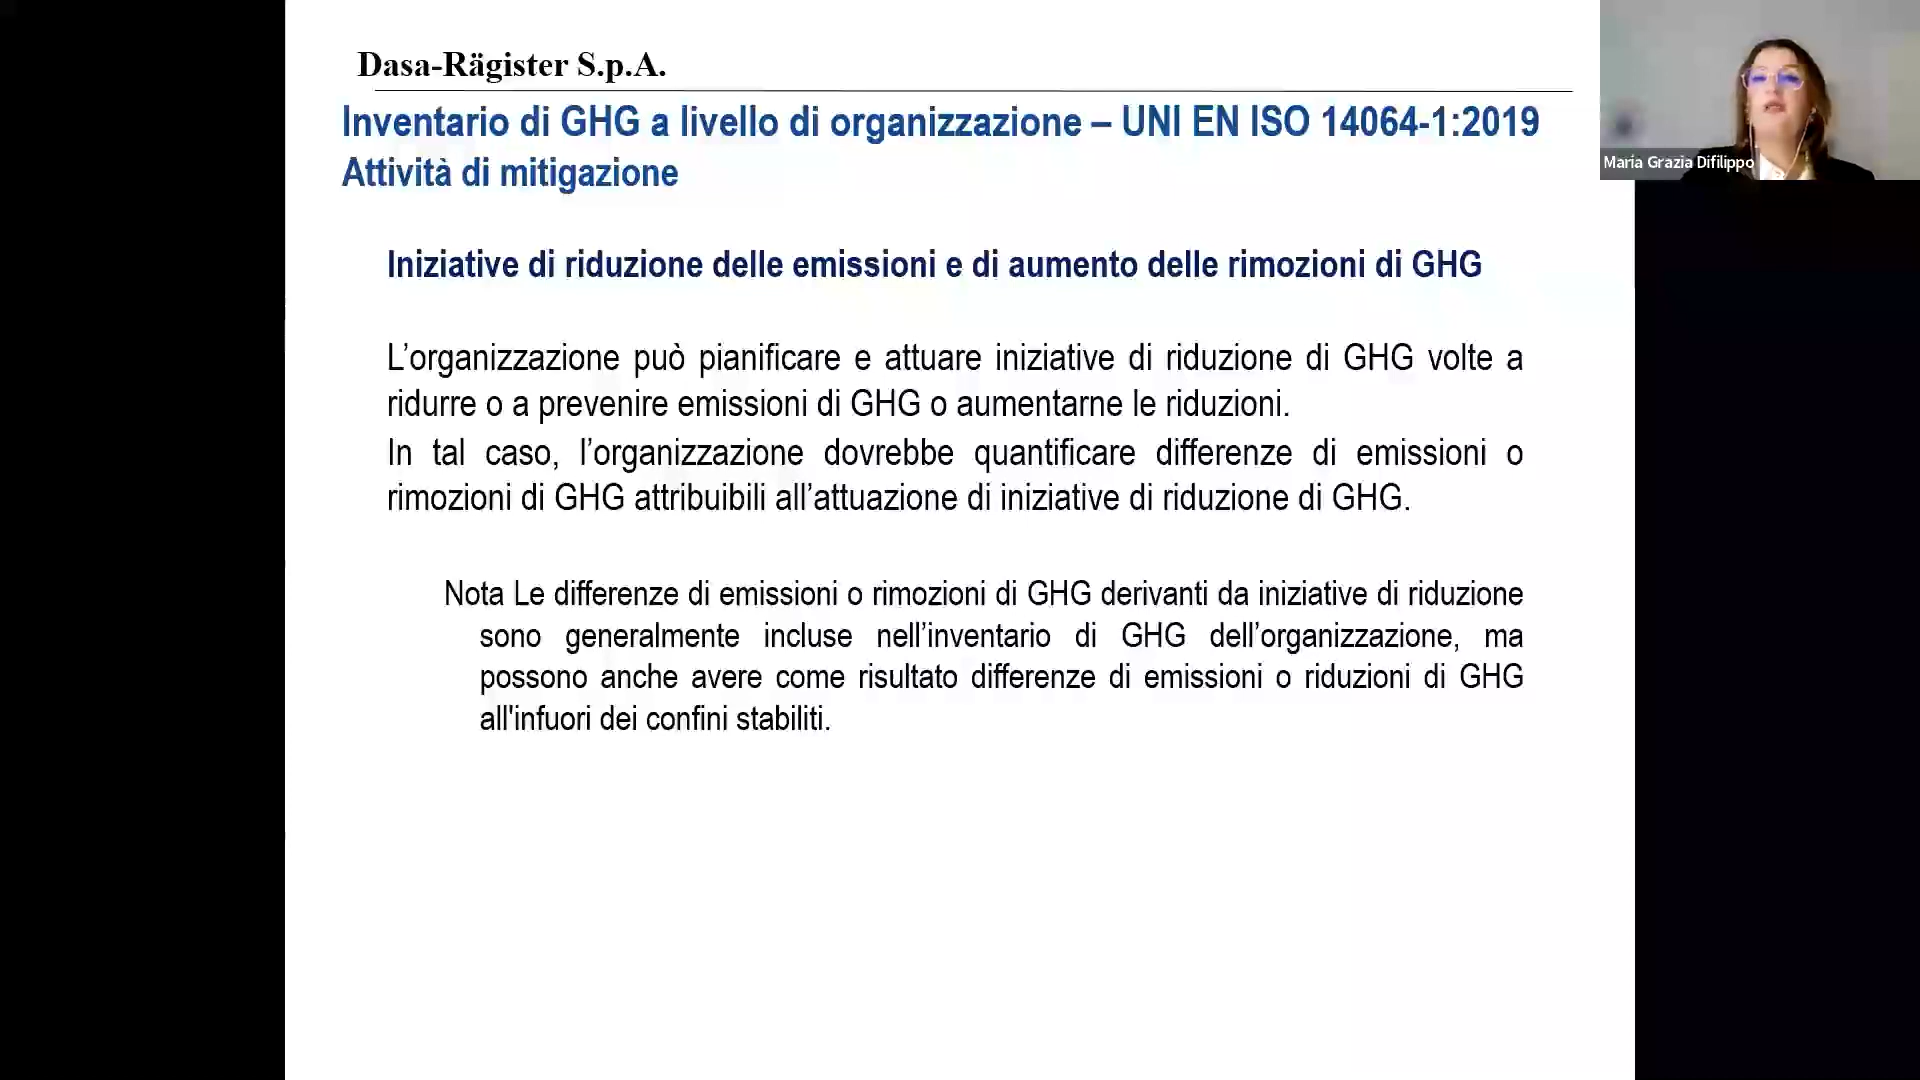 Dasa-Rägister S.p.A.
Inventario di GHG a livello di organizzazione – UNI EN ISO 14064-1:2019
Attività di mitigazione
Maria Grazia Difilippo
Iniziative di riduzione delle emissioni e di aumento delle rimozioni di GHG
L’organizzazione può pianificare e attuare iniziative di riduzione di GHG volte a
ridurre o a prevenire emissioni di GHG o aumentarne le riduzioni.
In tal caso, l’organizzazione dovrebbe quantificare differenze di emissioni o
rimozioni di GHG attribuibili all’attuazione di iniziative di riduzione di GHG.
Nota Le differenze di emissioni o rimozioni di GHG derivanti da iniziative di riduzione
sono generalmente incluse nell’inventario di GHG dell’organizzazione, ma
possono anche avere come risultato differenze di emissioni o riduzioni di GHG
all'infuori dei confini stabiliti.